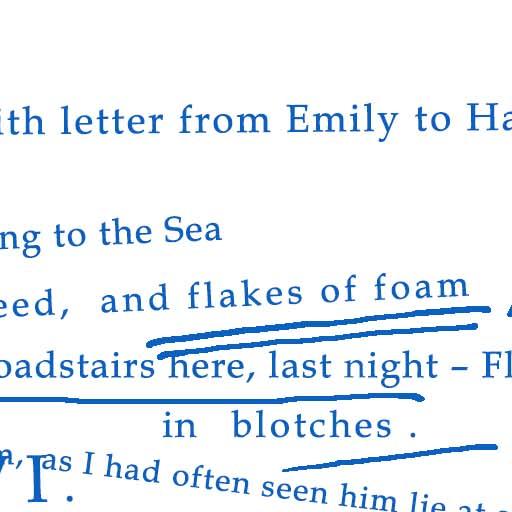 ith letter from Emily to Ha
ng to the Sea
eed, and flakes of foam
oadstairs here, last night – Fl
in blotches .
as I had often seen him lie at
I.